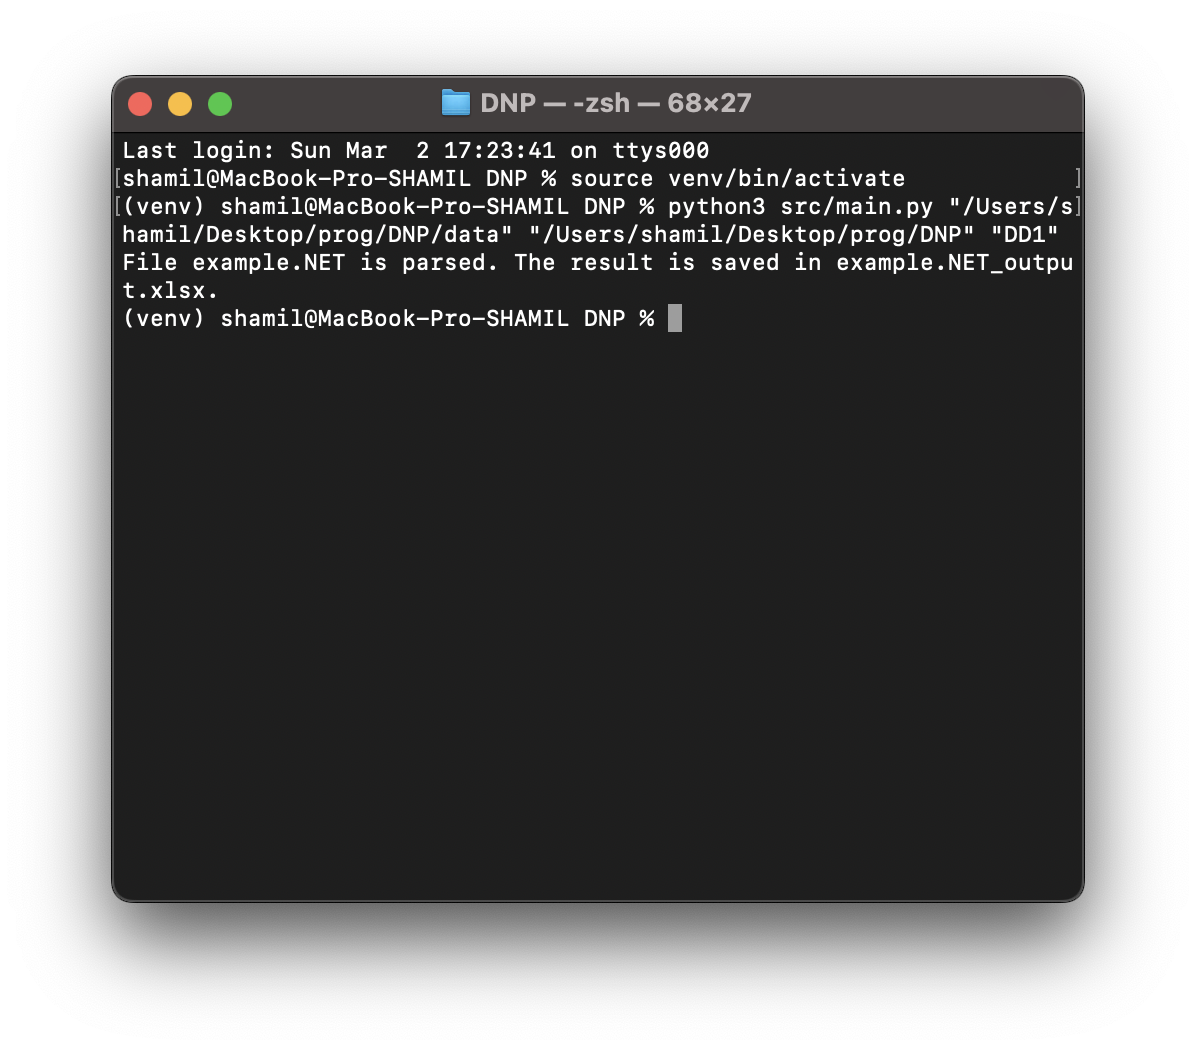 DNP — -zsh — 68×27
Last login: Sun Mar  2 17:23:41 on ttys000
[shamil@MacBook-Pro-SHAMIL DNP % source venv/bin/activate            ]
[(venv) shamil@MacBook-Pro-SHAMIL DNP % python3 src/main.py "/Users/s]
hamil/Desktop/prog/DNP/data" "/Users/shamil/Desktop/prog/DNP" "DD1"
File example.NET is parsed. The result is saved in example.NET_outpu
t.xlsx.
(venv) shamil@MacBook-Pro-SHAMIL DNP %